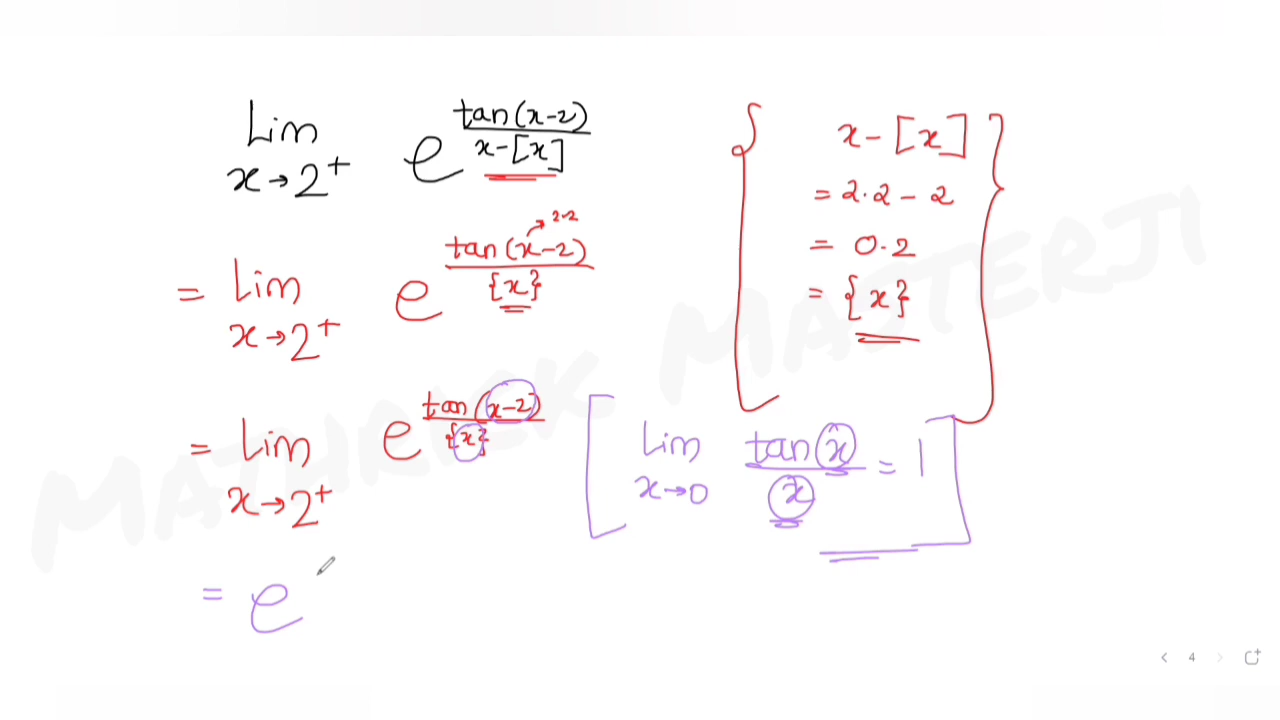 Lim x→2⁺ e^(tan(x-2)/(x-[x]))
= Lim x→2⁺ e^(tan(x-2)/{x})
→ 2.2
= Lim x→2⁺ e^(tan(x-2)/{x})
= e
{ x-[x]
= 2.2 - 2
= 0.2
= {x} }
[ Lim x→0 tan(x)/x = 1 ]
MATHRICK MASTERJI
< 4 >